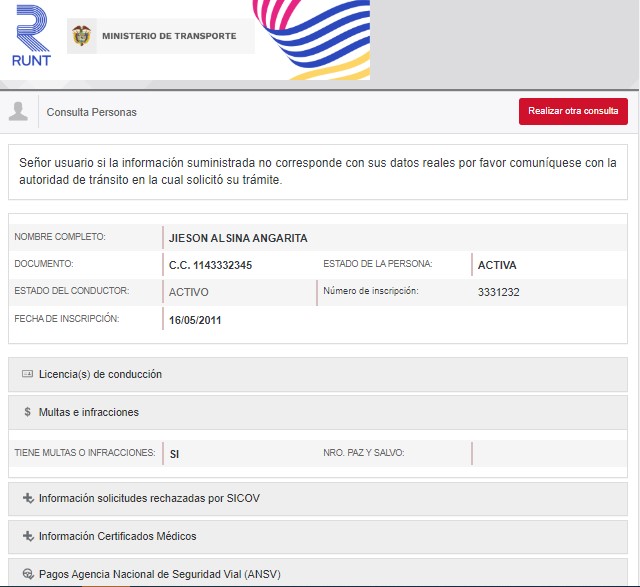 RUNT
MINISTERIO DE TRANSPORTE
Consulta Personas
Realizar otra consulta
Señor usuario si la información suministrada no corresponde con sus datos reales por favor comuníquese con la
autoridad de tránsito en la cual solicitó su trámite.
NOMBRE COMPLETO: JIESON ALSINA ANGARITA
DOCUMENTO: C.C. 1143332345 ESTADO DE LA PERSONA: ACTIVA
ESTADO DEL CONDUCTOR: ACTIVO Número de inscripción: 3331232
FECHA DE INSCRIPCIÓN: 16/05/2011
Licencia(s) de conducción
$ Multas e infracciones
TIENE MULTAS O INFRACCIONES: SI NRO. PAZ Y SALVO:
Información solicitudes rechazadas por SICOV
Información Certificados Médicos
Pagos Agencia Nacional de Seguridad Vial (ANSV)